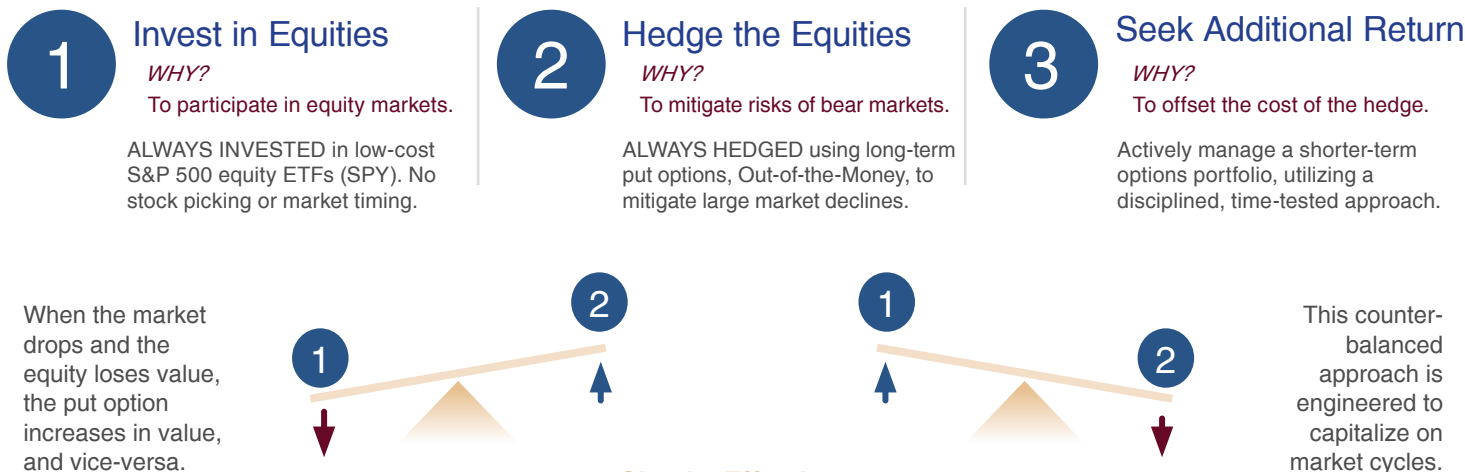 1
Invest in Equities
WHY?
To participate in equity markets.
ALWAYS INVESTED in low-cost
S&P 500 equity ETFs (SPY). No
stock picking or market timing.
2
Hedge the Equities
WHY?
To mitigate risks of bear markets.
ALWAYS HEDGED using long-term
put options, Out-of-the-Money, to
mitigate large market declines.
3
Seek Additional Return
WHY?
To offset the cost of the hedge.
Actively manage a shorter-term
options portfolio, utilizing a
disciplined, time-tested approach.
When the market
drops and the
equity loses value,
the put option
increases in value,
and vice-versa.
1
2
1
2
This counter-
balanced
approach is
engineered to
capitalize on
market cycles.